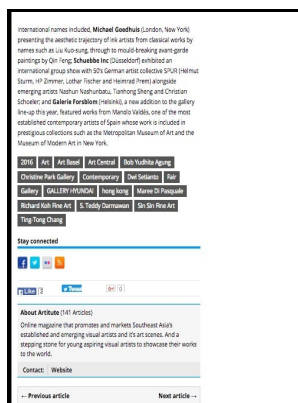 International names included, Michael Goedhuis (London, New York)
presenting the aesthetic trajectory of ink artists from classical works by
names such as Liu Kuo-sung, through to mould-breaking avant-garde
paintings by Qin Feng; Schuebbe Inc (Düsseldorf) exhibited an
international group show with 50's German artist collective SPUR (Helmut
Sturm, HP Zimmer, Lothar Fischer and Heimrad Prem) alongside
emerging artists Nashun Nashunbatu, Tianhong Sheng and Christian
Schoeler; and Galerie Forsblom (Helsinki), a new addition to the gallery
line-up this year, featured works from Manolo Valdés, one of the most
established contemporary artists of Spain whose work is included in
prestigious collections such as the Metropolitan Museum of Art and the
Museum of Modern Art in New York.
2016 Art Art Basel Art Central Bob Yudhita Agung
Christine Park Gallery Contemporary Dwi Setianto Fair
Gallery GALLERY HYUNDAI hong kong Maree Di Pasquale
Richard Koh Fine Art S. Teddy Darmawan Sin Sin Fine Art
Ting-Tong Chang
Stay connected
Like Tweet 0
About Artitute (141 Articles)
Online magazine that promotes and markets Southeast Asia's
established and emerging visual artists and it's art scenes. And a
stepping stone for young aspiring visual artists to showcase their works
to the world.
Contact: Website
← Previous article Next article →